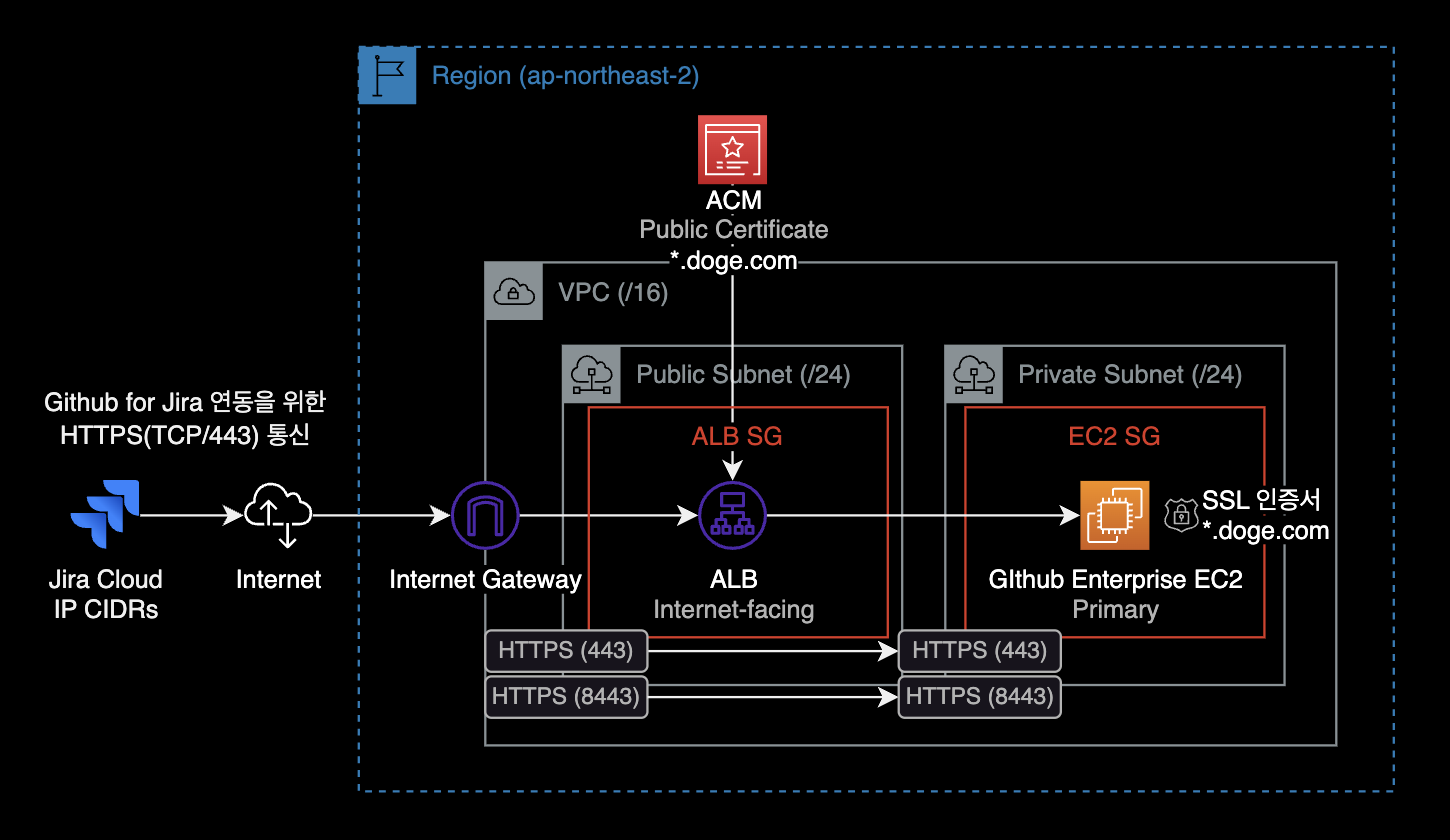 Region (ap-northeast-2)
ACM
Public Certificate
*.doge.com
VPC (/16)
Public Subnet (/24)
Private Subnet (/24)
Github for Jira 연동을 위한
HTTPS(TCP/443) 통신
ALB SG
EC2 SG
SSL 인증서
*.doge.com
Jira Cloud
IP CIDRs
Internet
Internet Gateway
ALB
Internet-facing
GIthub Enterprise EC2
Primary
HTTPS (443)
HTTPS (443)
HTTPS (8443)
HTTPS (8443)